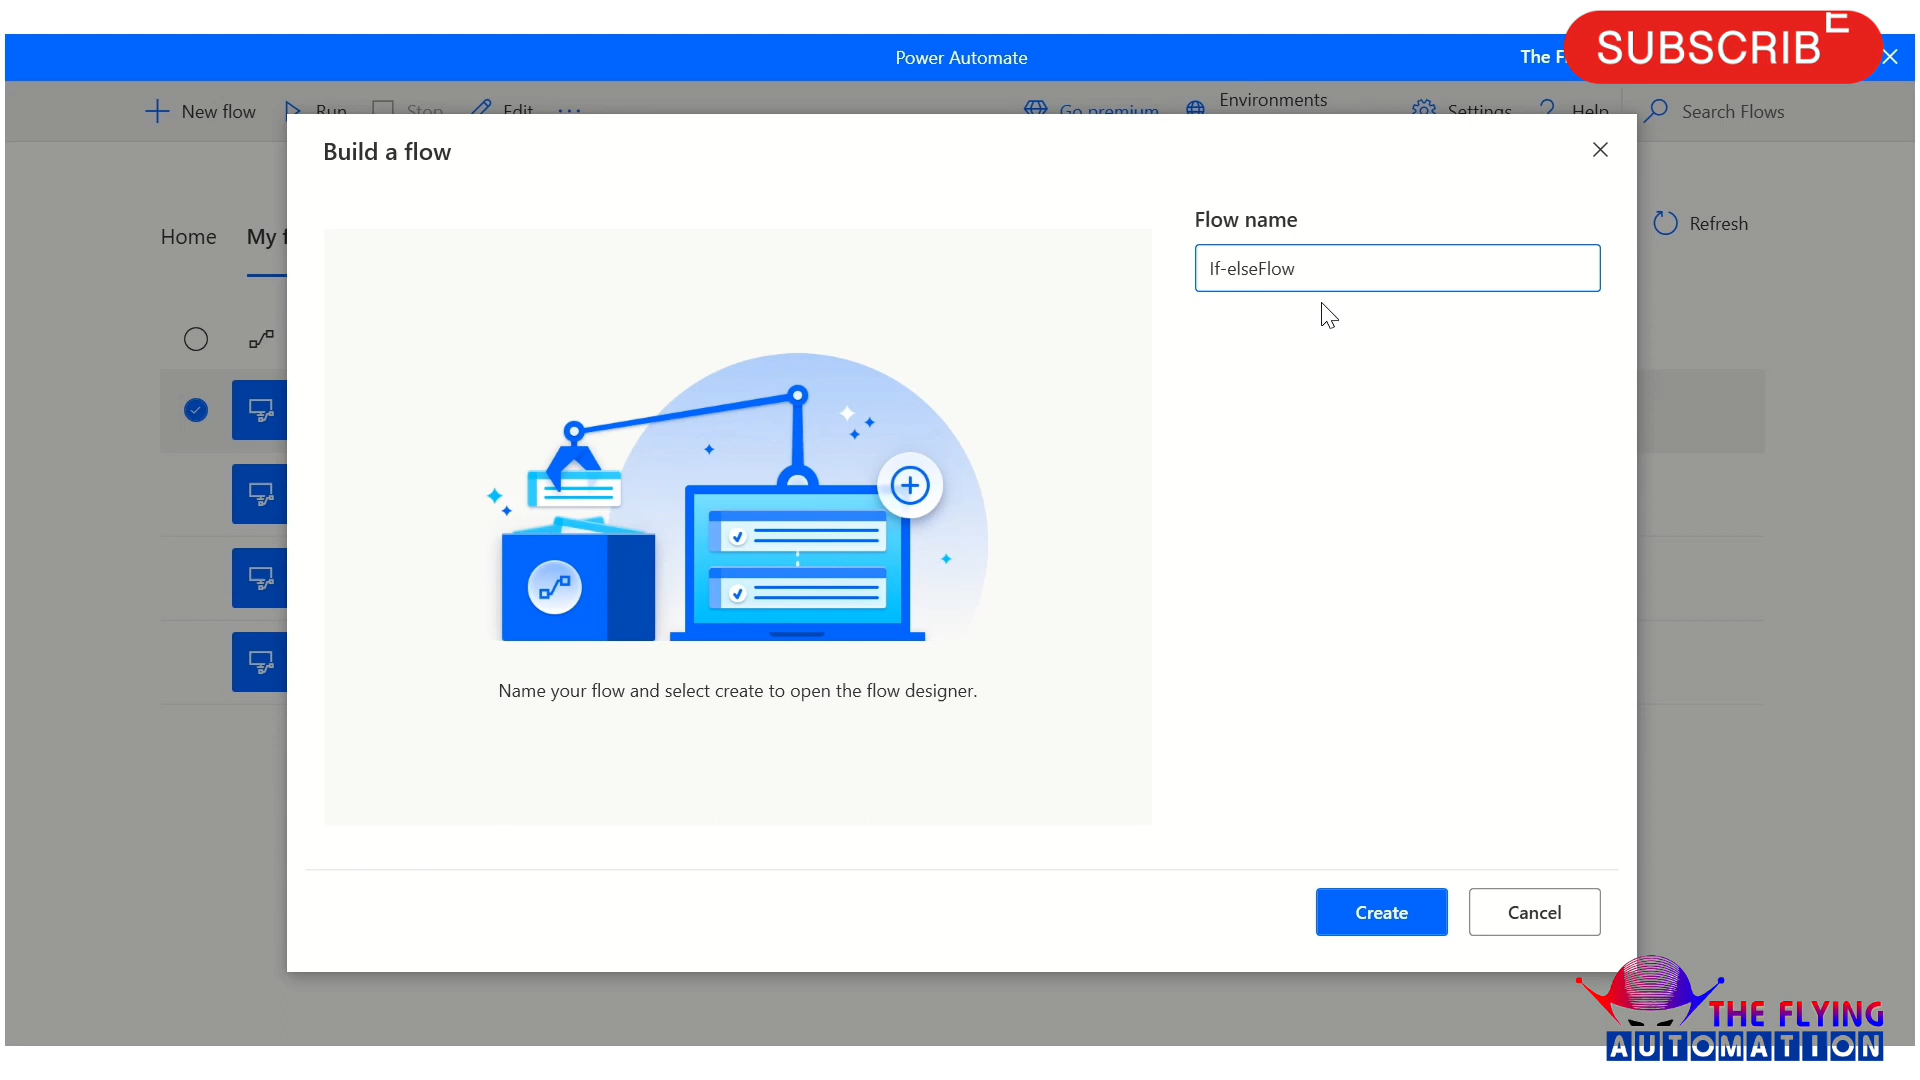 SUBSCRIBE
Power Automate
The F
New flow
Run
Stop
Edit
...
Go premium
Environments
Settings
Help
Search Flows
Build a flow
Home
My f
Flow name
If-elseFlow
Refresh
Name your flow and select create to open the flow designer.
Create
Cancel
THE FLYING
AUTOMATION